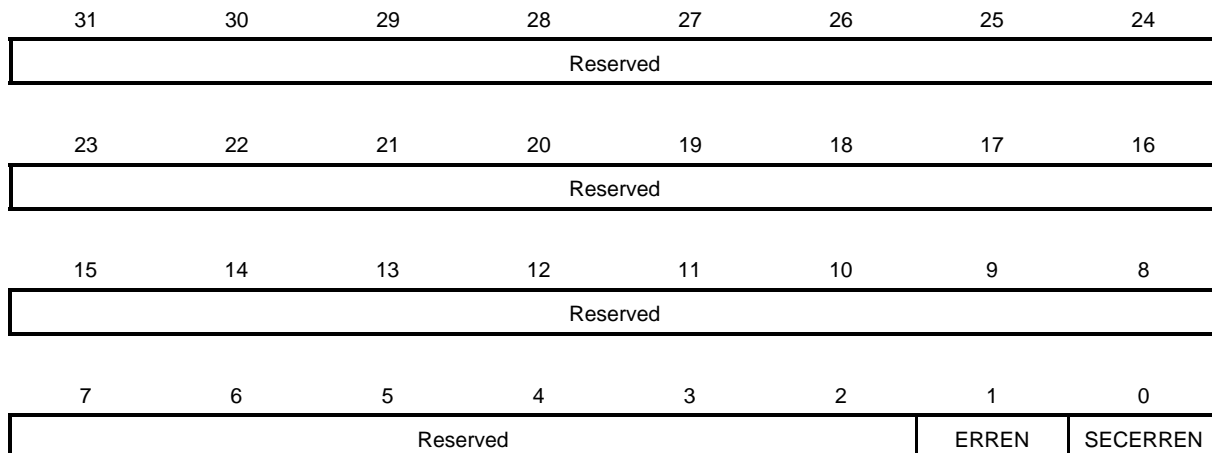 31 30 29 28 27 26 25 24
Reserved
23 22 21 20 19 18 17 16
Reserved
15 14 13 12 11 10 9 8
Reserved
7 6 5 4 3 2 1 0
Reserved ERREN SECERREN